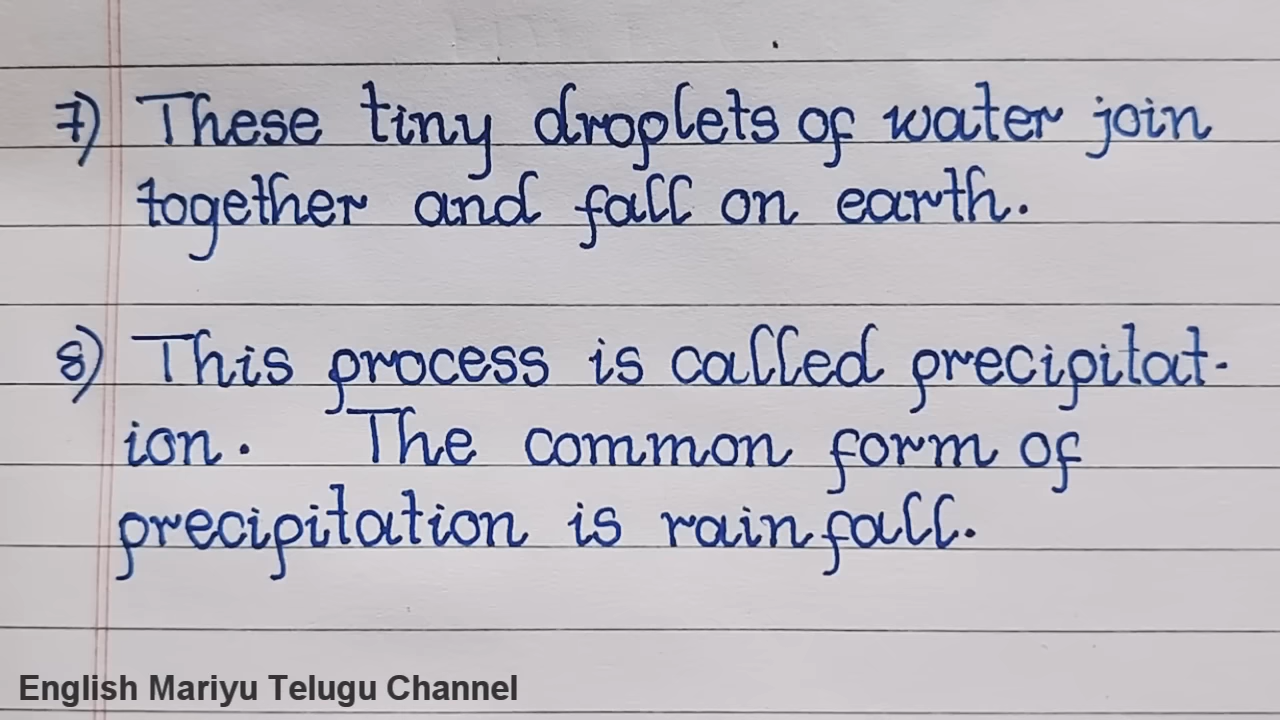 7) These tiny droplets of water join
together and fall on earth.
8) This process is called precipitat-
ion. The common form of
precipitation is rainfall.
English Mariyu Telugu Channel